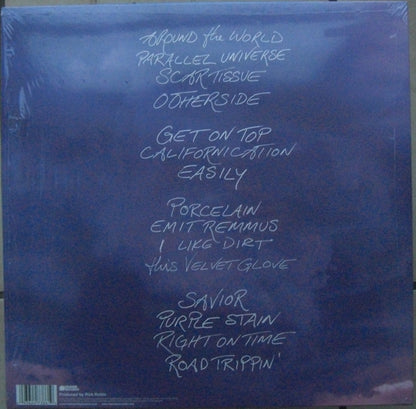 AROUND the WORLD
PARALLEL UNIVERSE
SCAR TISSUE
OTHERSIDE
GET ON TOP
CALIFORNICATION
EASILY
PORCELAIN
EMIT REMMUS
I LIKE DIRT
this VELVET GLOVE
SAVIOR
PURPLE STAIN
RIGHT ON TIME
ROAD TRIPPIN'
Produced by Rick Rubin